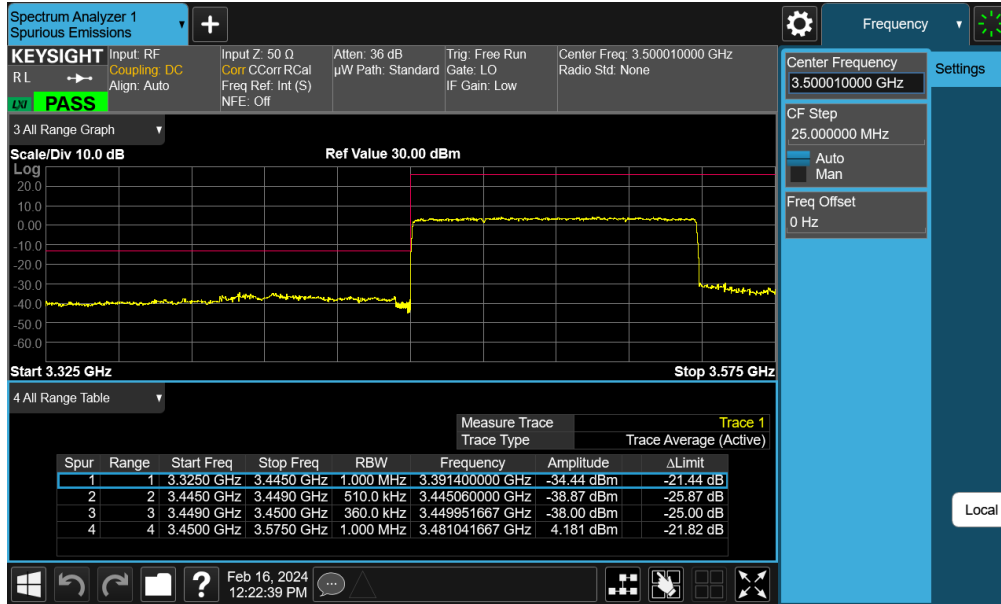 Spectrum Analyzer 1
Spurious Emissions
Frequency
KEYSIGHT
R L
LXI
PASS
Input: RF
Coupling: DC
Align: Auto
Input Z: 50 Ω
Corr CCorr RCal
Freq Ref: Int (S)
NFE: Off
Atten: 36 dB
µW Path: Standard
Trig: Free Run
Gate: LO
IF Gain: Low
Center Freq: 3.500010000 GHz
Radio Std: None
Center Frequency
3.500010000 GHz
Settings
CF Step
25.000000 MHz
Auto
Man
Freq Offset
0 Hz
3 All Range Graph
Scale/Div 10.0 dB
Ref Value 30.00 dBm
Log
20.0
10.0
0.00
-10.0
-20.0
-30.0
-40.0
-50.0
-60.0
Start 3.325 GHz
Stop 3.575 GHz
4 All Range Table
Measure Trace Trace 1
Trace Type Trace Average (Active)
Spur Range Start Freq Stop Freq RBW Frequency Amplitude ΔLimit
1 1 3.3250 GHz 3.4450 GHz 1.000 MHz 3.391400000 GHz -34.44 dBm -21.44 dB
2 2 3.4450 GHz 3.4490 GHz 510.0 kHz 3.445060000 GHz -38.87 dBm -25.87 dB
3 3 3.4490 GHz 3.4500 GHz 360.0 kHz 3.449951667 GHz -38.00 dBm -25.00 dB
4 4 3.4500 GHz 3.5750 GHz 1.000 MHz 3.481041667 GHz 4.181 dBm -21.82 dB
Local
?
Feb 16, 2024
12:22:39 PM